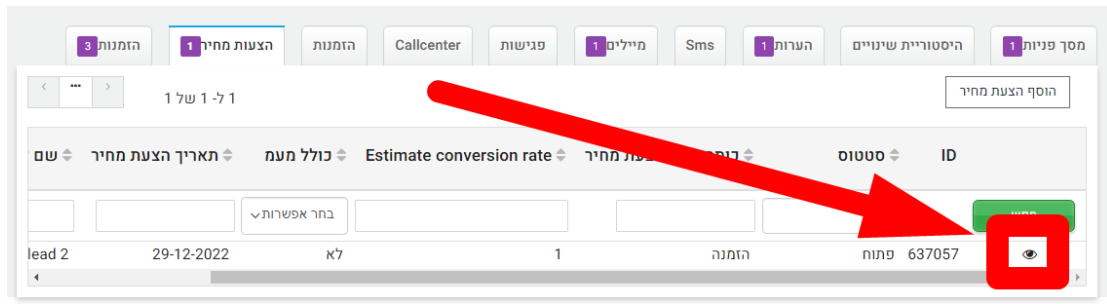 מסך פניות 1 היסטוריית שינויים הערות 1 Sms מיילים 1 פגישות Callcenter הזמנות הצעות מחיר 1 הזמנות 3
הוסף הצעת מחיר
1 ל- 1 של 1
ID סטטוס מחיר Estimate conversion rate כולל מעמ תאריך הצעת מחיר שם
בחר אפשרות
637057 פתוח הזמנה 1 לא 29-12-2022 lead 2